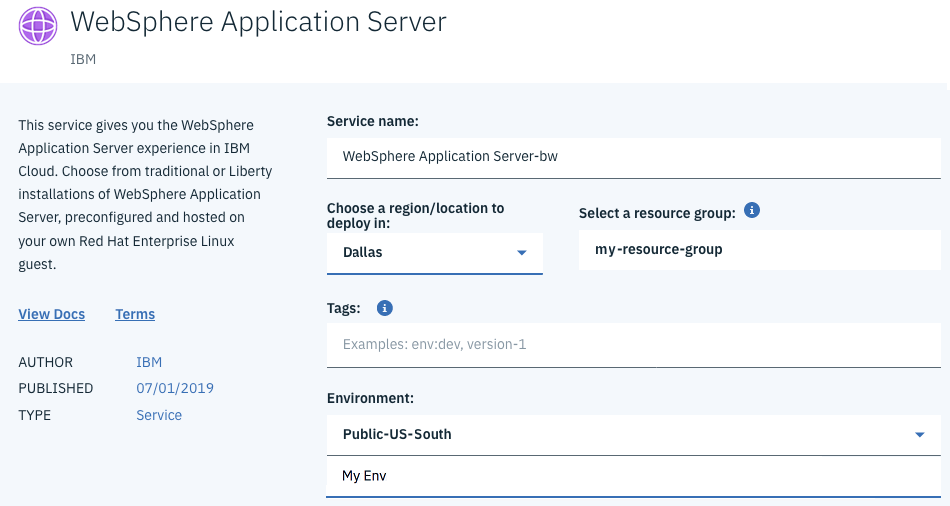 WebSphere Application Server
IBM
This service gives you the WebSphere
Application Server experience in IBM
Cloud. Choose from traditional or Liberty
installations of WebSphere Application
Server, preconfigured and hosted on
your own Red Hat Enterprise Linux
guest.
View Docs Terms
AUTHOR IBM
PUBLISHED 07/01/2019
TYPE Service
Service name:
WebSphere Application Server-bw
Choose a region/location to
deploy in:
Dallas
Select a resource group:
my-resource-group
Tags:
Examples: env:dev, version-1
Environment:
Public-US-South
My Env